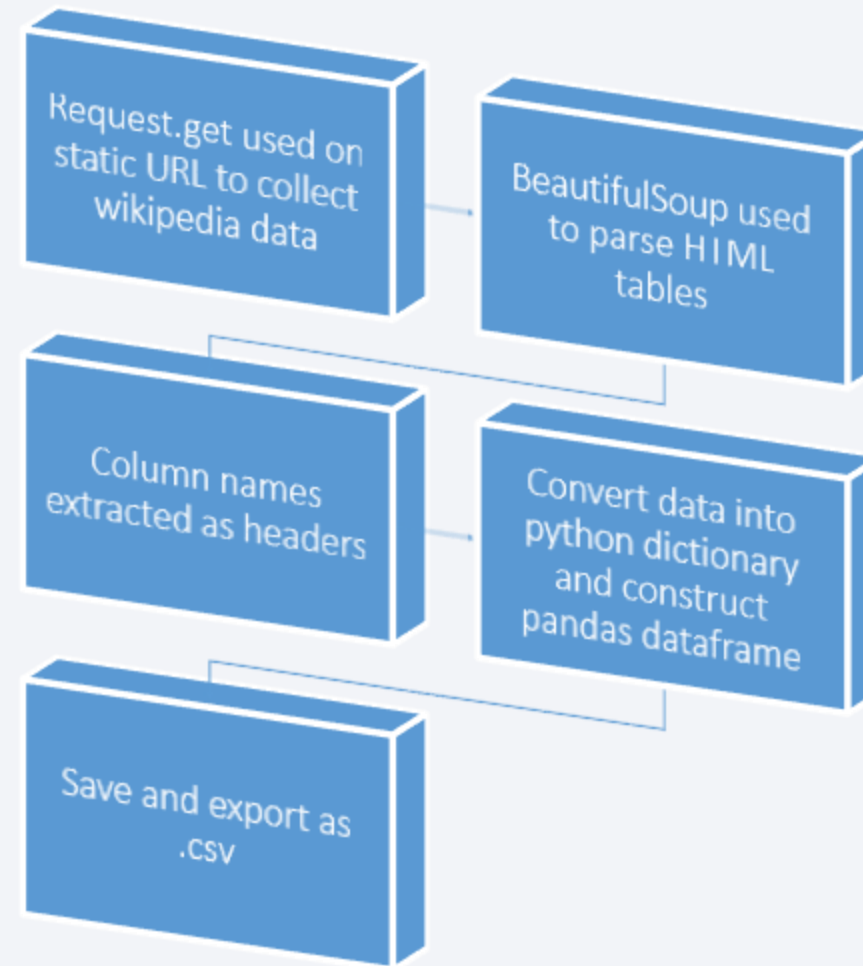 Request.get used on
static URL to collect
wikipedia data
BeautifulSoup used
to parse HTML
tables
Column names
extracted as headers
Convert data into
python dictionary
and construct
pandas dataframe
Save and export as
.csv